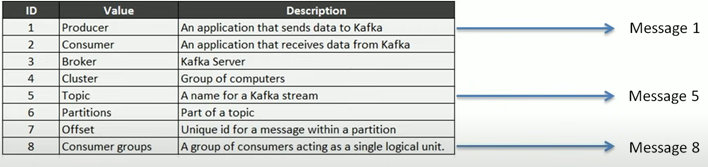 ID Value Description
1 Producer An application that sends data to Kafka Message 1
2 Consumer An application that receives data from Kafka
3 Broker Kafka Server
4 Cluster Group of computers
5 Topic A name for a Kafka stream Message 5
6 Partitions Part of a topic
7 Offset Unique id for a message within a partition
8 Consumer groups A group of consumers acting as a single logical unit. Message 8